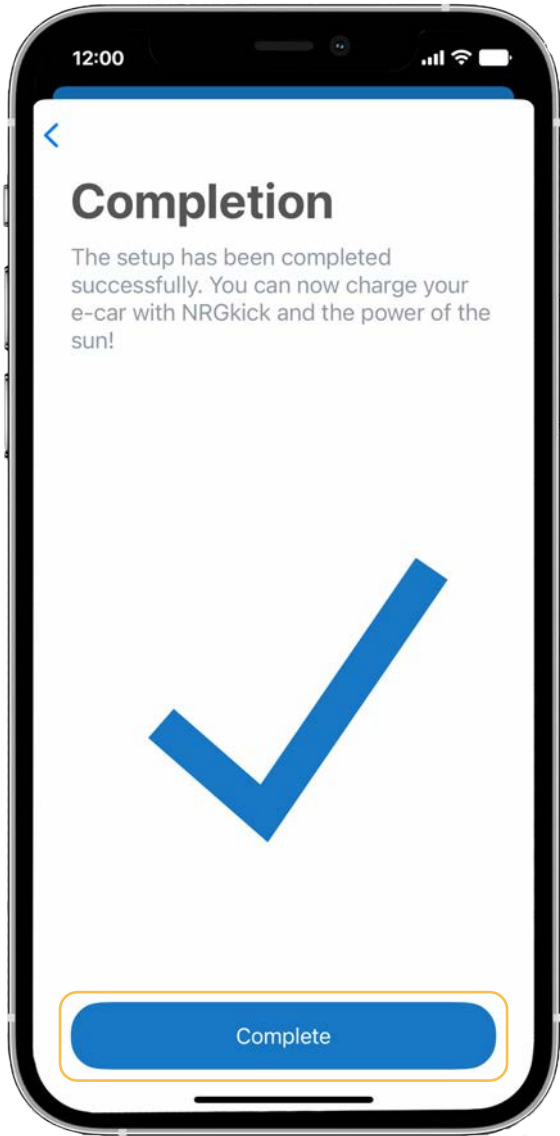 12:00
Completion
The setup has been completed
successfully. You can now charge your
e-car with NRGkick and the power of the
sun!
Complete